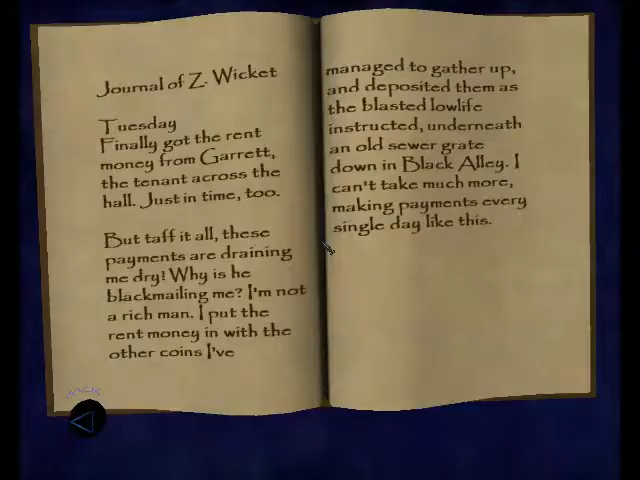 Journal of Z. Wicket
Tuesday
Finally got the rent
money from Garrett,
the tenant across the
hall. Just in time, too.
But taff it all, these
payments are draining
me dry! Why is he
blackmailing me? I'm not
a rich man. I put the
rent money in with the
other coins I've
managed to gather up,
and deposited them as
the blasted lowlife
instructed, underneath
an old sewer grate
down in Black Alley. I
can't take much more,
making payments every
single day like this.